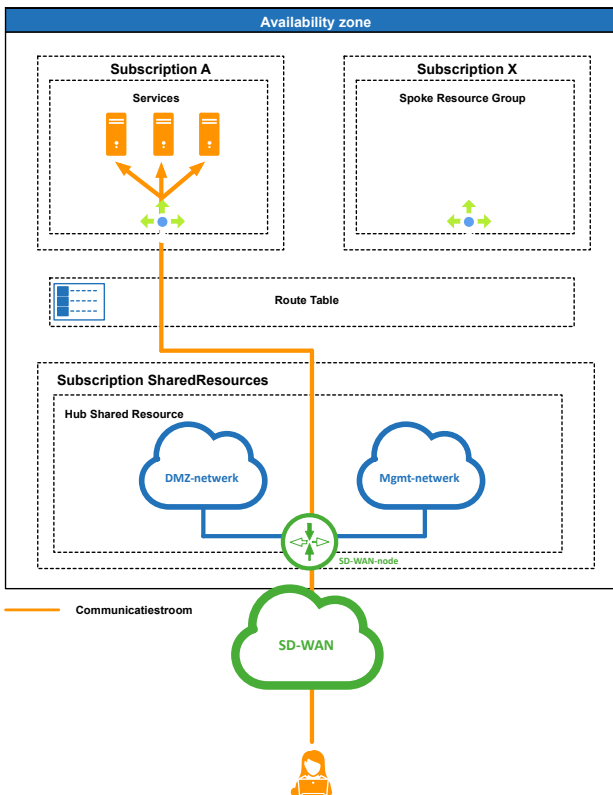 Availability zone
Subscription A
Subscription X
Services
Spoke Resource Group
Route Table
Subscription SharedResources
Hub Shared Resource
DMZ-netwerk
Mgmt-netwerk
SD-WAN-node
Communicatiestroom
SD-WAN